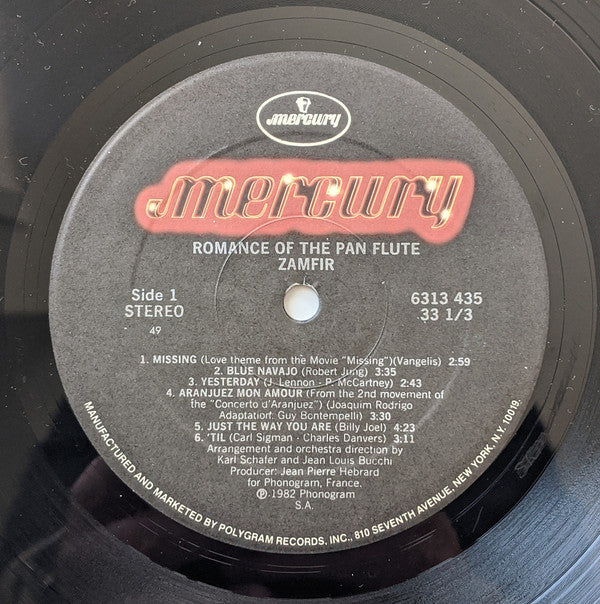 mercury
mercury
ROMANCE OF THE PAN FLUTE
ZAMFIR
Side 1
STEREO
49
6313 435
33 1/3
1. MISSING (Love theme from the Movie "Missing")(Vangelis) 2:59
2. BLUE NAVAJO (Robert Jung) 3:35
3. YESTERDAY (J. Lennon - P. McCartney) 2:43
4. ARANJUEZ MON AMOUR (From the 2nd movement of
the "Concerto d'Aranjuez") (Joaquim Rodrigo
Adaptation: Guy Bontempelli) 3:30
5. JUST THE WAY YOU ARE (Billy Joel) 4:23
6. 'TIL (Carl Sigman - Charles Danvers) 3:11
Arrangement and orchestra direction by
Karl Schafer and Jean Louis Bucchi
Producer: Jean Pierre Hebrard
for Phonogram, France.
Ⓟ 1982 Phonogram
S.A.
MANUFACTURED AND MARKETED BY POLYGRAM RECORDS, INC., 810 SEVENTH AVENUE, NEW YORK, N.Y. 10019.